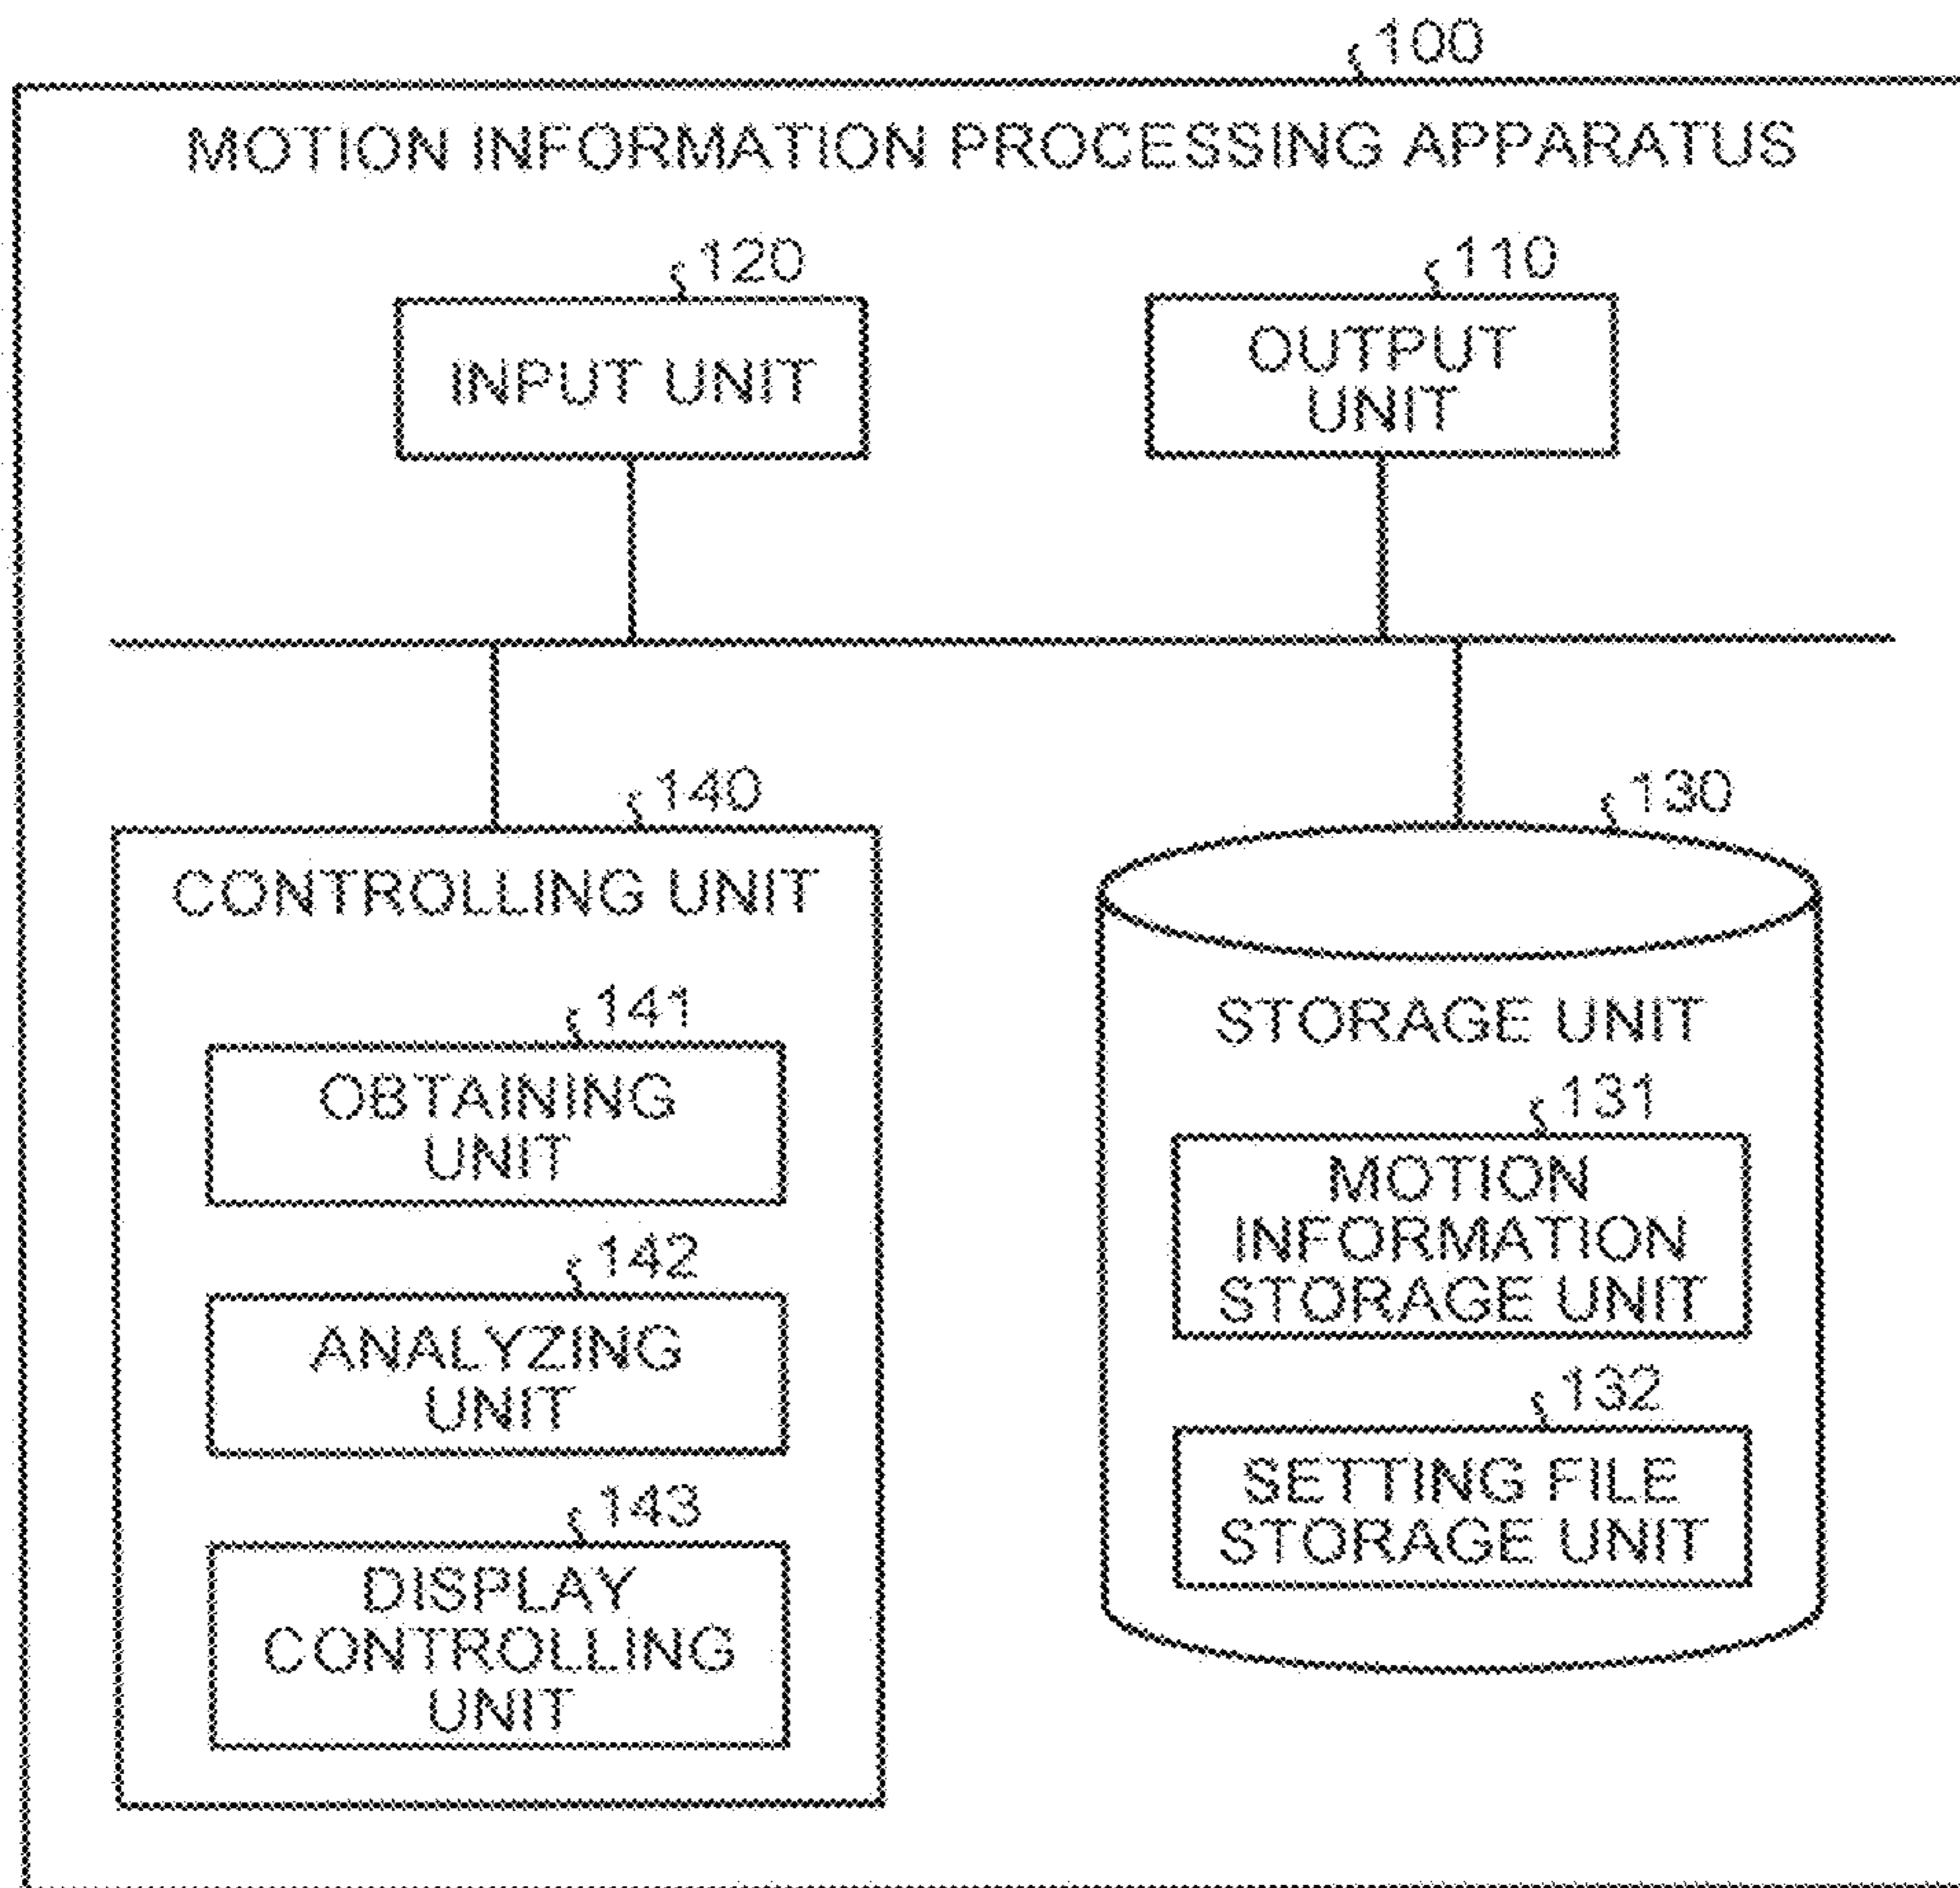 100
MOTION INFORMATION PROCESSING APPARATUS
120
INPUT UNIT
110
OUTPUT
UNIT
140
CONTROLLING UNIT
141
OBTAINING
UNIT
142
ANALYZING
UNIT
143
DISPLAY
CONTROLLING
UNIT
130
STORAGE UNIT
131
MOTION
INFORMATION
STORAGE UNIT
132
SETTING FILE
STORAGE UNIT